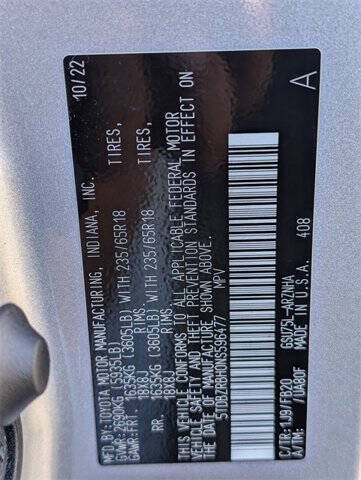 MFD.BY:TOYOTA MOTOR MANUFACTURING, INDIANA, INC. 10/22
GVWR: 2690KG (5935LB)
GAWR: FRT. 1635KG (3605LB) WITH 235/65R18 TIRES,
18X8J RIMS
RR. 1635KG (3605LB) WITH 235/65R18 TIRES,
18X8J RIMS
THIS VEHICLE CONFORMS TO ALL APPLICABLE FEDERAL MOTOR
VEHICLE SAFETY AND THEFT PREVENTION STANDARDS IN EFFECT ON
THE DATE OF MANUFACTURE SHOWN ABOVE.
MPV
A
C/TR:1J9/FB20 GSU75L-ARZNHA
A/TM: /UA80F MADE IN U.S.A. 408